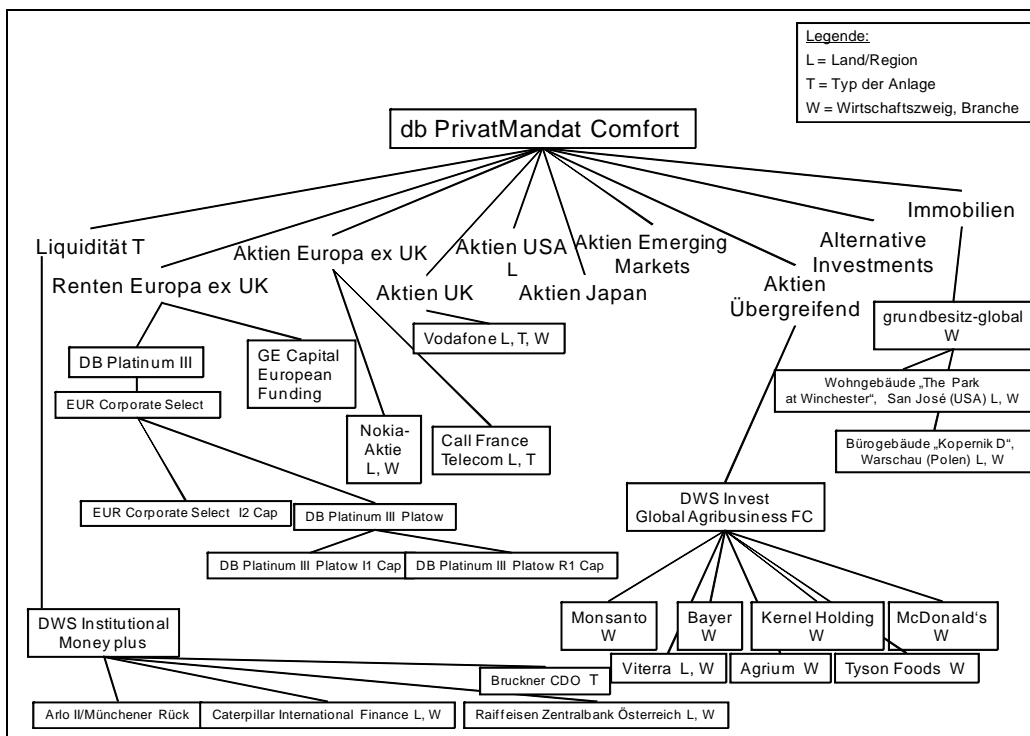 Legende:
L = Land/Region
T = Typ der Anlage
W = Wirtschaftszweig, Branche
db PrivatMandat Comfort
Liquidität T
Renten Europa ex UK
Aktien Europa ex UK
Aktien UK
Aktien USA
L
Aktien Japan
Aktien Emerging
Markets
Aktien
Übergreifend
Alternative
Investments
Immobilien
DB Platinum III
EUR Corporate Select
GE Capital
European
Funding
Nokia-
Aktie
L, W
Call France
Telecom L, T
Vodafone L, T, W
grundbesitz-global
W
Wohngebäude „The Park
at Winchester“, San José (USA) L, W
Bürogebäude „Kopernik D“,
Warschau (Polen) L, W
EUR Corporate Select I2 Cap
DB Platinum III Platow
DB Platinum III Platow I1 Cap
DB Platinum III Platow R1 Cap
DWS Invest
Global Agribusiness FC
Monsanto
W
Bayer
W
Kernel Holding
W
McDonald‘s
W
Viterra L, W
Agrium W
Tyson Foods W
DWS Institutional
Money plus
Bruckner CDO T
Arlo II/Münchener Rück
Caterpillar International Finance L, W
Raiffeisen Zentralbank Österreich L, W